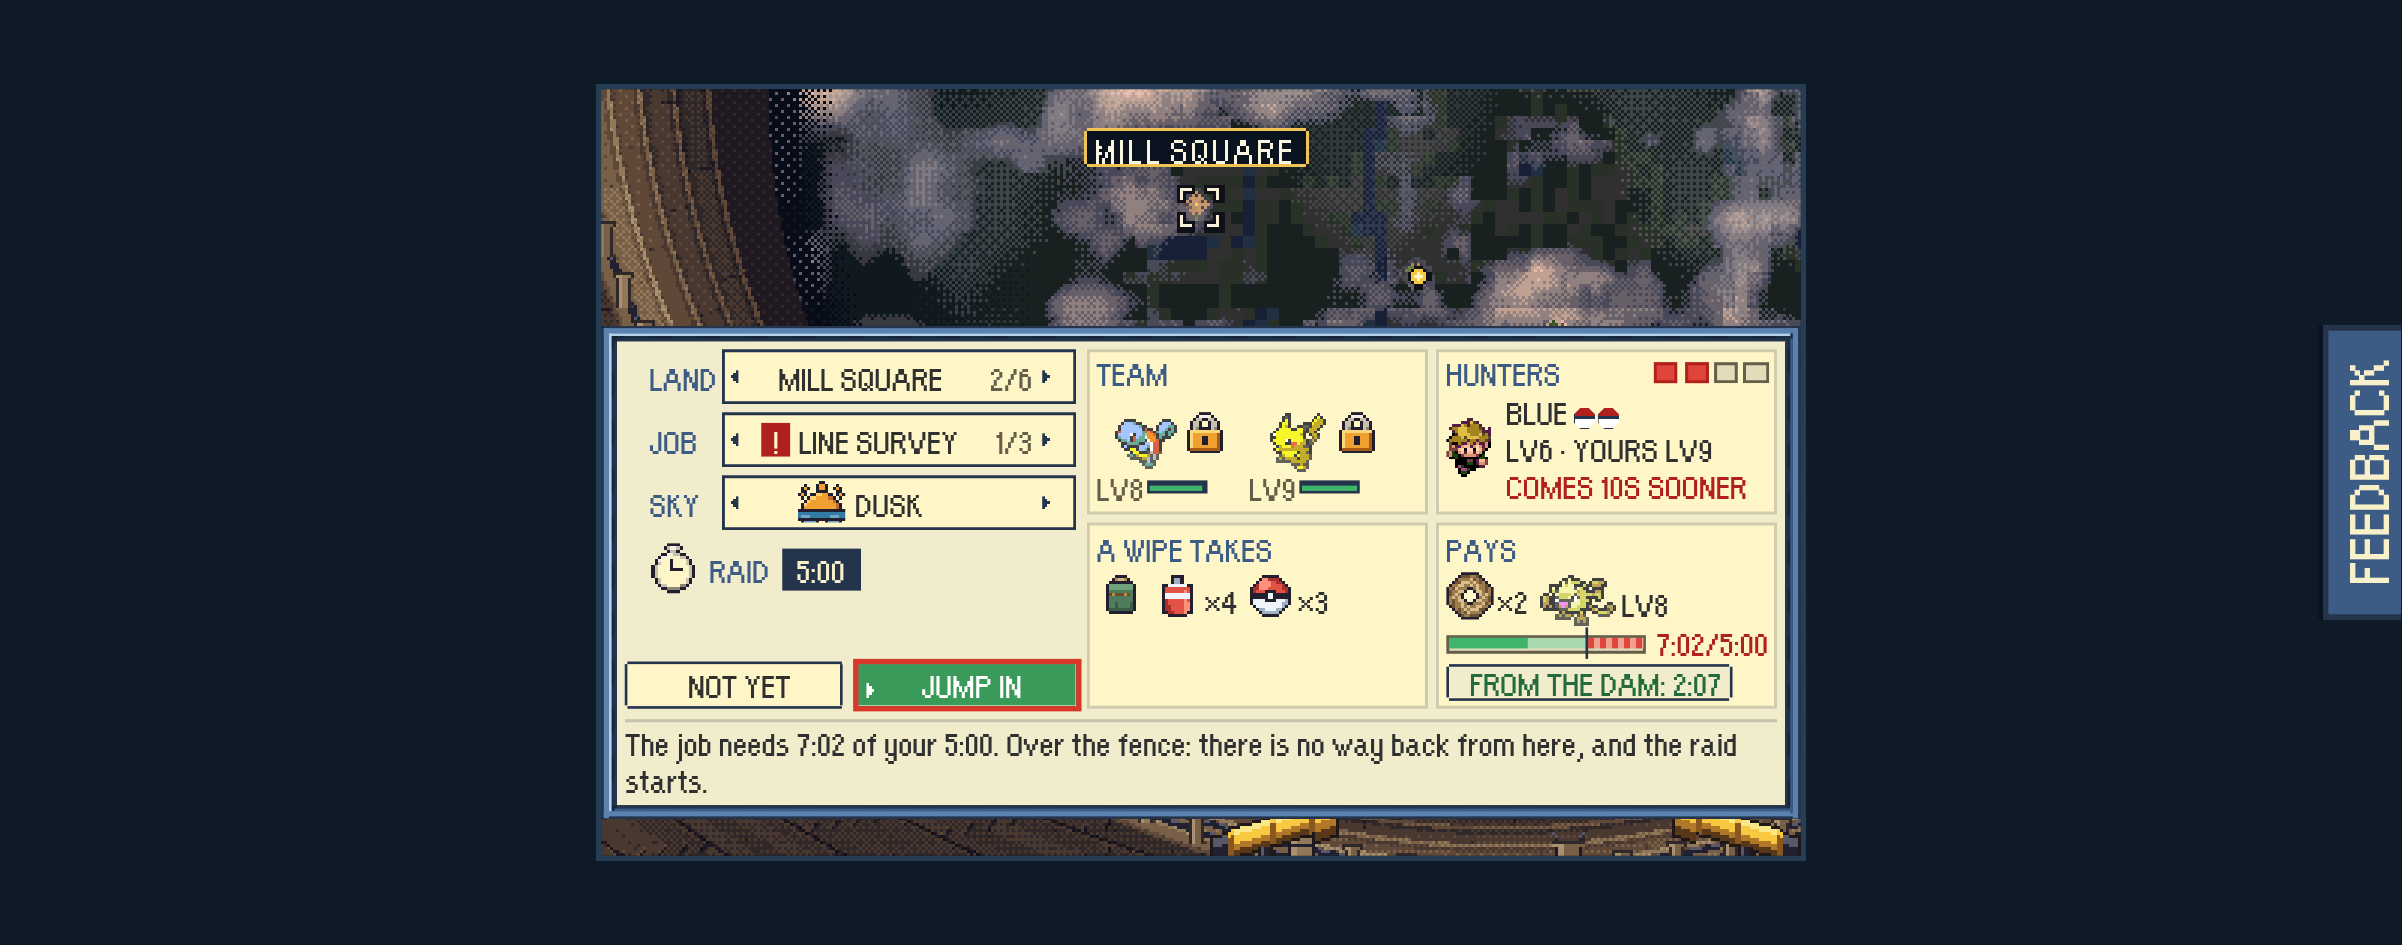 MILL SQUARE
LAND MILL SQUARE 2/6
JOB ! LINE SURVEY 1/3
SKY DUSK
RAID 5:00
NOT YET
JUMP IN
TEAM
LV8 LV9
HUNTERS
BLUE
LV6 · YOURS LV9
COMES 10S SOONER
A WIPE TAKES
×4 ×3
PAYS
×2 LV8
7:02/5:00
FROM THE DAM: 2:07
The job needs 7:02 of your 5:00. Over the fence: there is no way back from here, and the raid
starts.
FEEDBACK